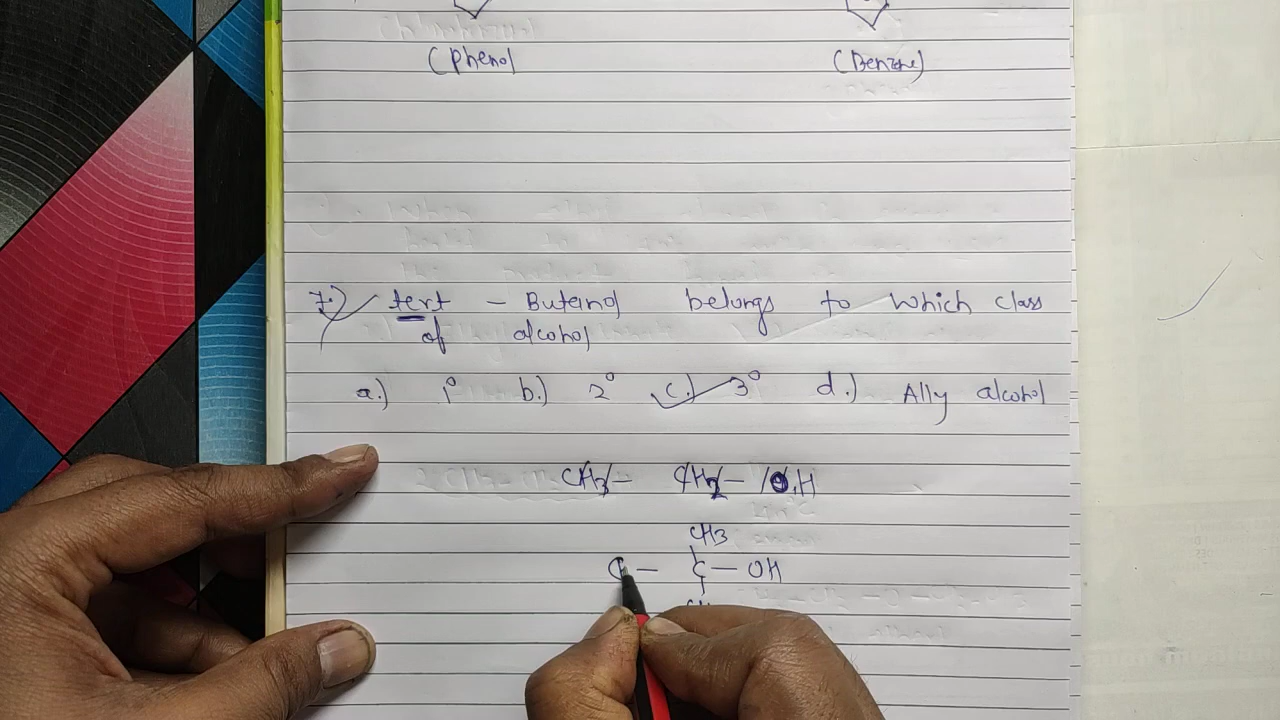 (Phenol
(Benzene)
7.) tert - Butanol belongs to which class
of alcohol
a.) 1° b.) 2° c.) 3° d.) Ally alcohol
CH3 - CH2 - OH
CH3
C - C - OH